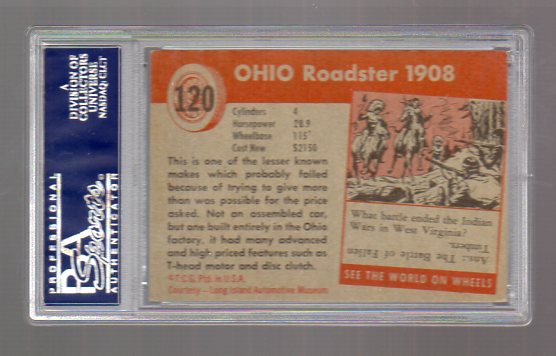 A
DIVISION OF
COLLECTORS
UNIVERSE
NASDAQ: CLCT
PROFESSIONAL
PSA
Sports
AUTHENTICATOR
®
120
OHIO Roadster 1908
Cylinders 4
Horsepower 28.9
Wheelbase 115"
Cost New $2150
This is one of the lesser known
makes which probably failed
because of trying to give more
than was possible for the price
asked. Not an assembled car,
but one built entirely in the Ohio
factory, it had many advanced
and high priced features such as
T-head motor and disc clutch.
© T.C.G. Ptd. in U.S.A.
Courtesy—Long Island Automotive Museum
What battle ended the Indian
Wars in West Virginia?
Ans.: The Battle of Fallen
Timbers.
SEE THE WORLD ON WHEELS